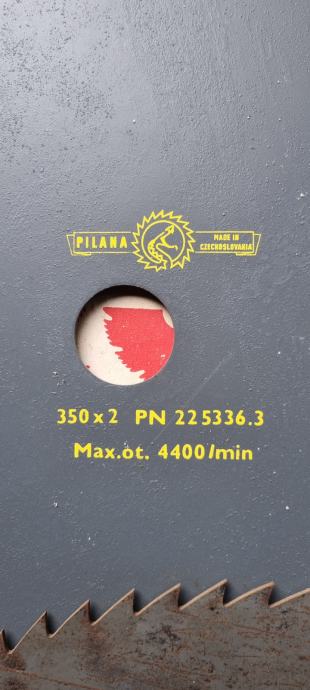 PILANA
MADE IN
CZECHOSLOVAKIA
350x2 PN 225336.3
Max.ot. 4400/min